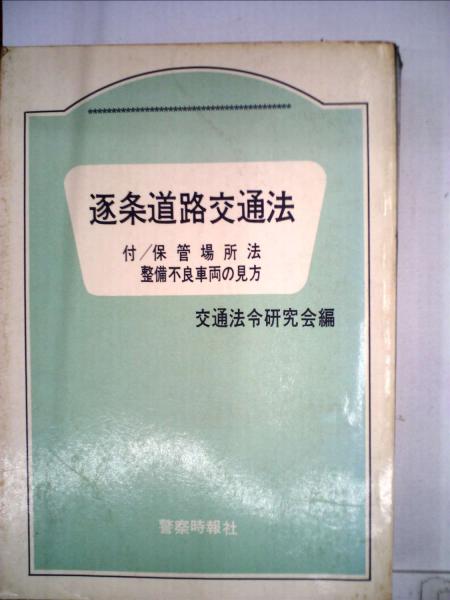 逐条道路交通法
付/保管場所法
整備不良車両の見方
交通法令研究会編
警察時報社